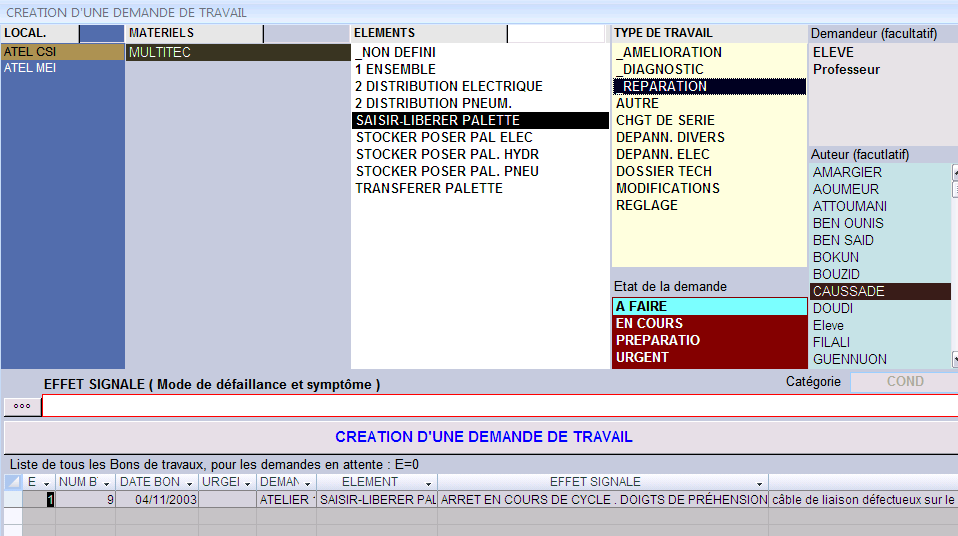 CREATION D'UNE DEMANDE DE TRAVAIL
LOCAL.
ATEL CSI
ATEL MEI
MATERIELS
MULTITEC
ELEMENTS
_NON DEFINI
1 ENSEMBLE
2 DISTRIBUTION ELECTRIQUE
2 DISTRIBUTION PNEUM.
SAISIR-LIBERER PALETTE
STOCKER POSER PAL ELEC
STOCKER POSER PAL. HYDR
STOCKER POSER PAL. PNEU
TRANSFERER PALETTE
TYPE DE TRAVAIL
_AMELIORATION
_DIAGNOSTIC
_REPARATION
AUTRE
CHGT DE SERIE
DEPANN. DIVERS
DEPANN. ELEC
DOSSIER TECH
MODIFICATIONS
REGLAGE
Etat de la demande
A FAIRE
EN COURS
PREPARATIO
URGENT
Demandeur (facultatif)
ELEVE
Professeur
Auteur (facutlatif)
AMARGIER
AOUMEUR
ATTOUMANI
BEN OUNIS
BEN SAID
BOKUN
BOUZID
CAUSSADE
DOUDI
Eleve
FILALI
GUENNUON
EFFET SIGNALE ( Mode de défaillance et symptôme )
Catégorie COND
°°°
CREATION D'UNE DEMANDE DE TRAVAIL
Liste de tous les Bons de travaux, pour les demandes en attente : E=0
E NUM B DATE BON URGEI DEMAN ELEMENT EFFET SIGNALE
1 9 04/11/2003 ATELIER SAISIR-LIBERER PAL ARRET EN COURS DE CYCLE . DOIGTS DE PRÉHENSION câble de liaison défectueux sur le